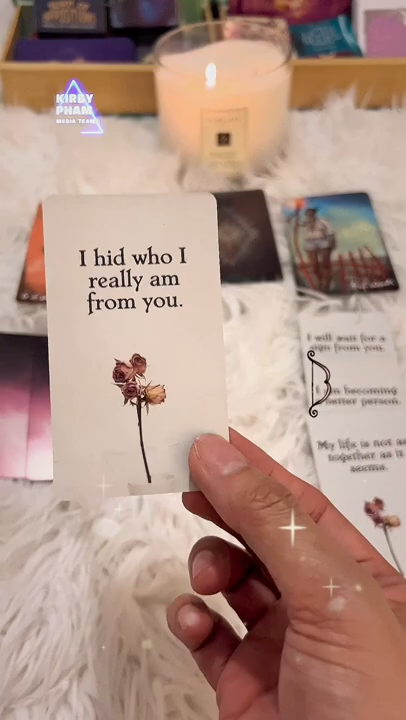 KIRBY
PHAM
MEDIA TEAM
I hid who I
really am
from you.
I will wait for a
sign from you.
I am becoming
better person.
My life is not as
together as it
seems.